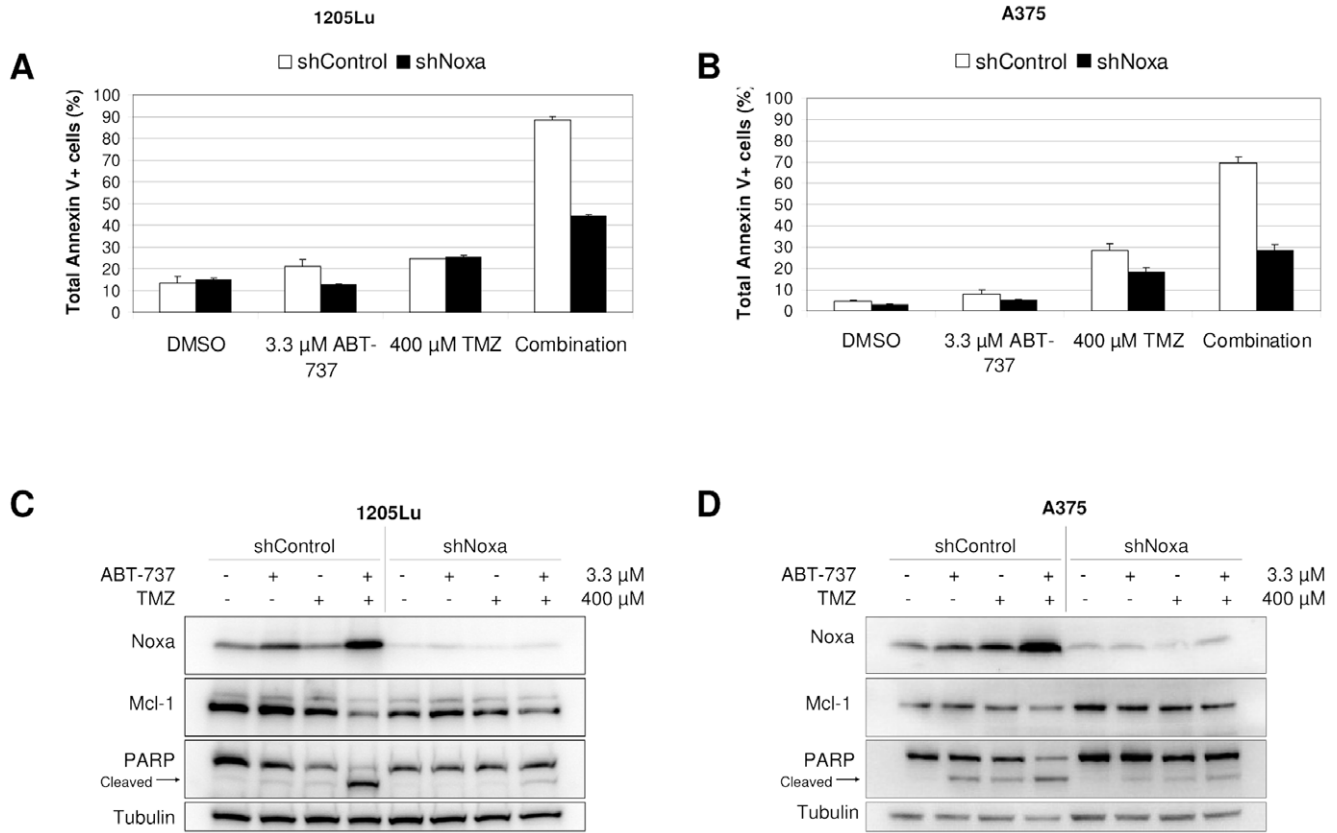 1205Lu
A
shControl shNoxa
Total Annexin V+ cells (%)
100
90
80
70
60
50
40
30
20
10
0
DMSO 3.3 µM ABT- 400 µM TMZ Combination
737
A375
B
shControl shNoxa
Total Annexin V+ cells (%)
100
90
80
70
60
50
40
30
20
10
0
DMSO 3.3 µM ABT- 400 µM TMZ Combination
737
C
1205Lu
shControl shNoxa
ABT-737 - + - + - + - + 3.3 µM
TMZ - - + + - - + + 400 µM
Noxa
Mcl-1
PARP
Cleaved →
Tubulin
D
A375
shControl shNoxa
ABT-737 - + - + - + - + 3.3 µM
TMZ - - + + - - + + 400 µM
Noxa
Mcl-1
PARP
Cleaved →
Tubulin